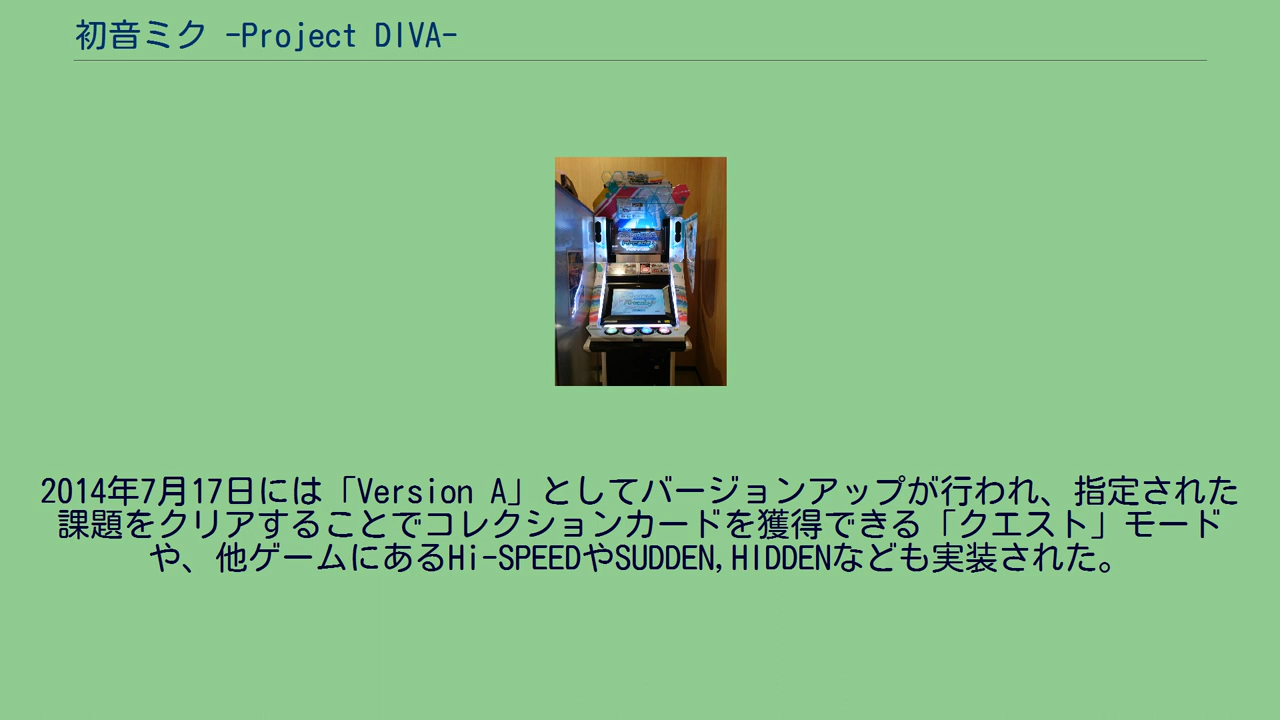 初音ミク -Project DIVA-
2014年7月17日には「Version A」としてバージョンアップが行われ、指定された
課題をクリアすることでコレクションカードを獲得できる「クエスト」モード
や、他ゲームにあるHi-SPEEDやSUDDEN,HIDDENなども実装された。